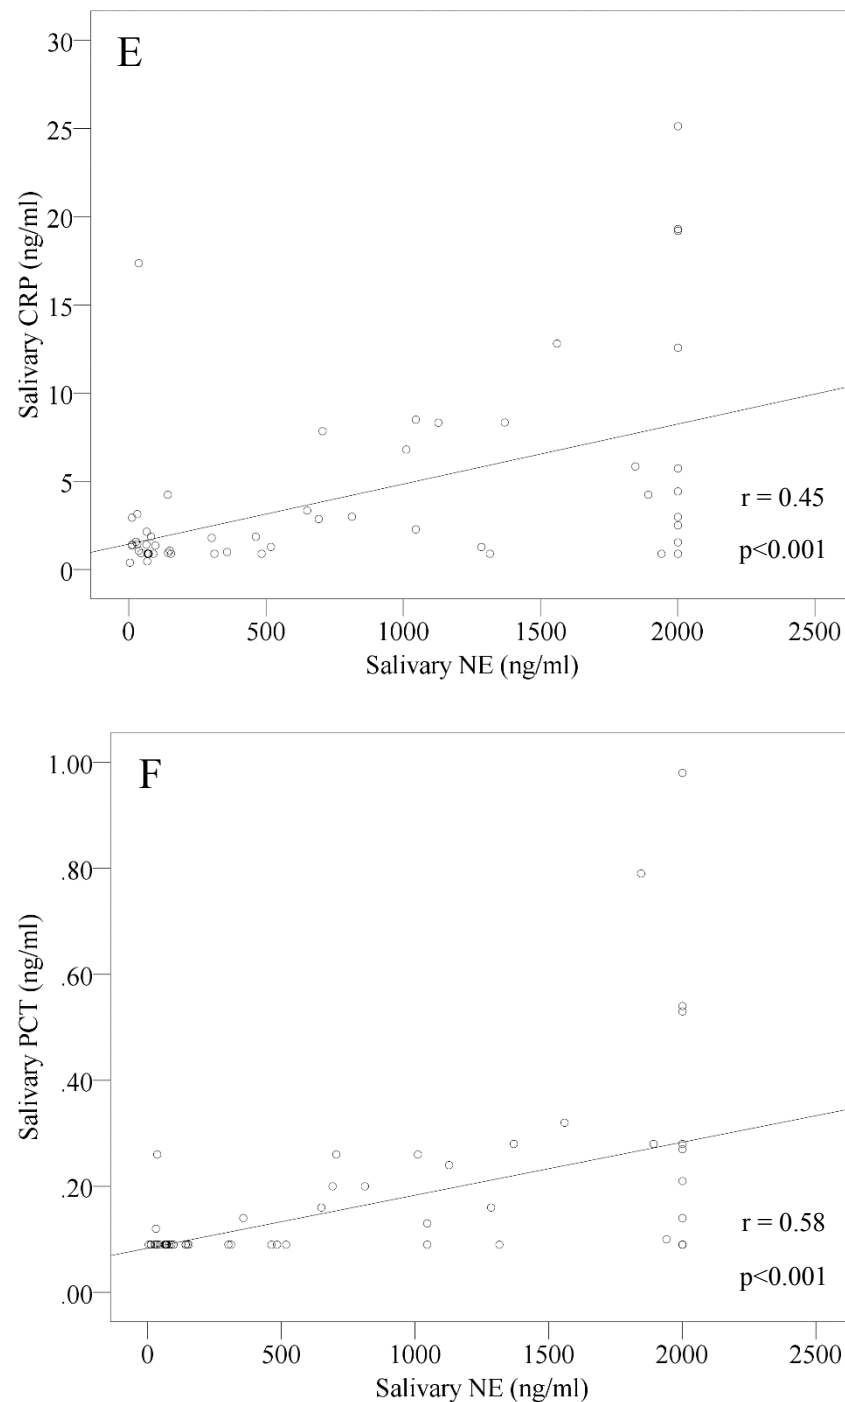 E
30
25
20
15
10
5
0
Salivary CRP (ng/ml)
r = 0.45
p<0.001
0 500 1000 1500 2000 2500
Salivary NE (ng/ml)
F
1.00
.80
.60
.40
.20
.00
Salivary PCT (ng/ml)
r = 0.58
p<0.001
0 500 1000 1500 2000 2500
Salivary NE (ng/ml)